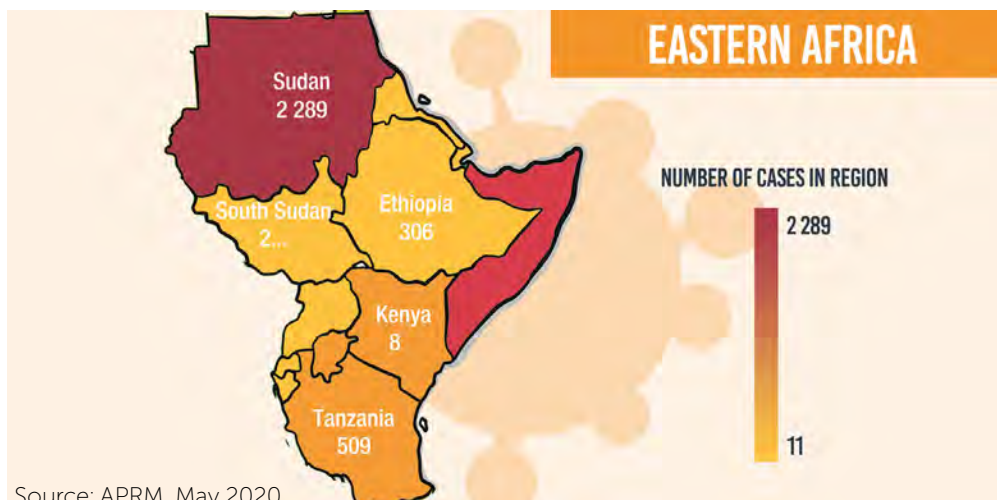 EASTERN AFRICA
Sudan
2 289
NUMBER OF CASES IN REGION
2 289
South Sudan
2...
Ethiopia
306
Kenya
8
Tanzania
509
11
Source: APRM, May 2020